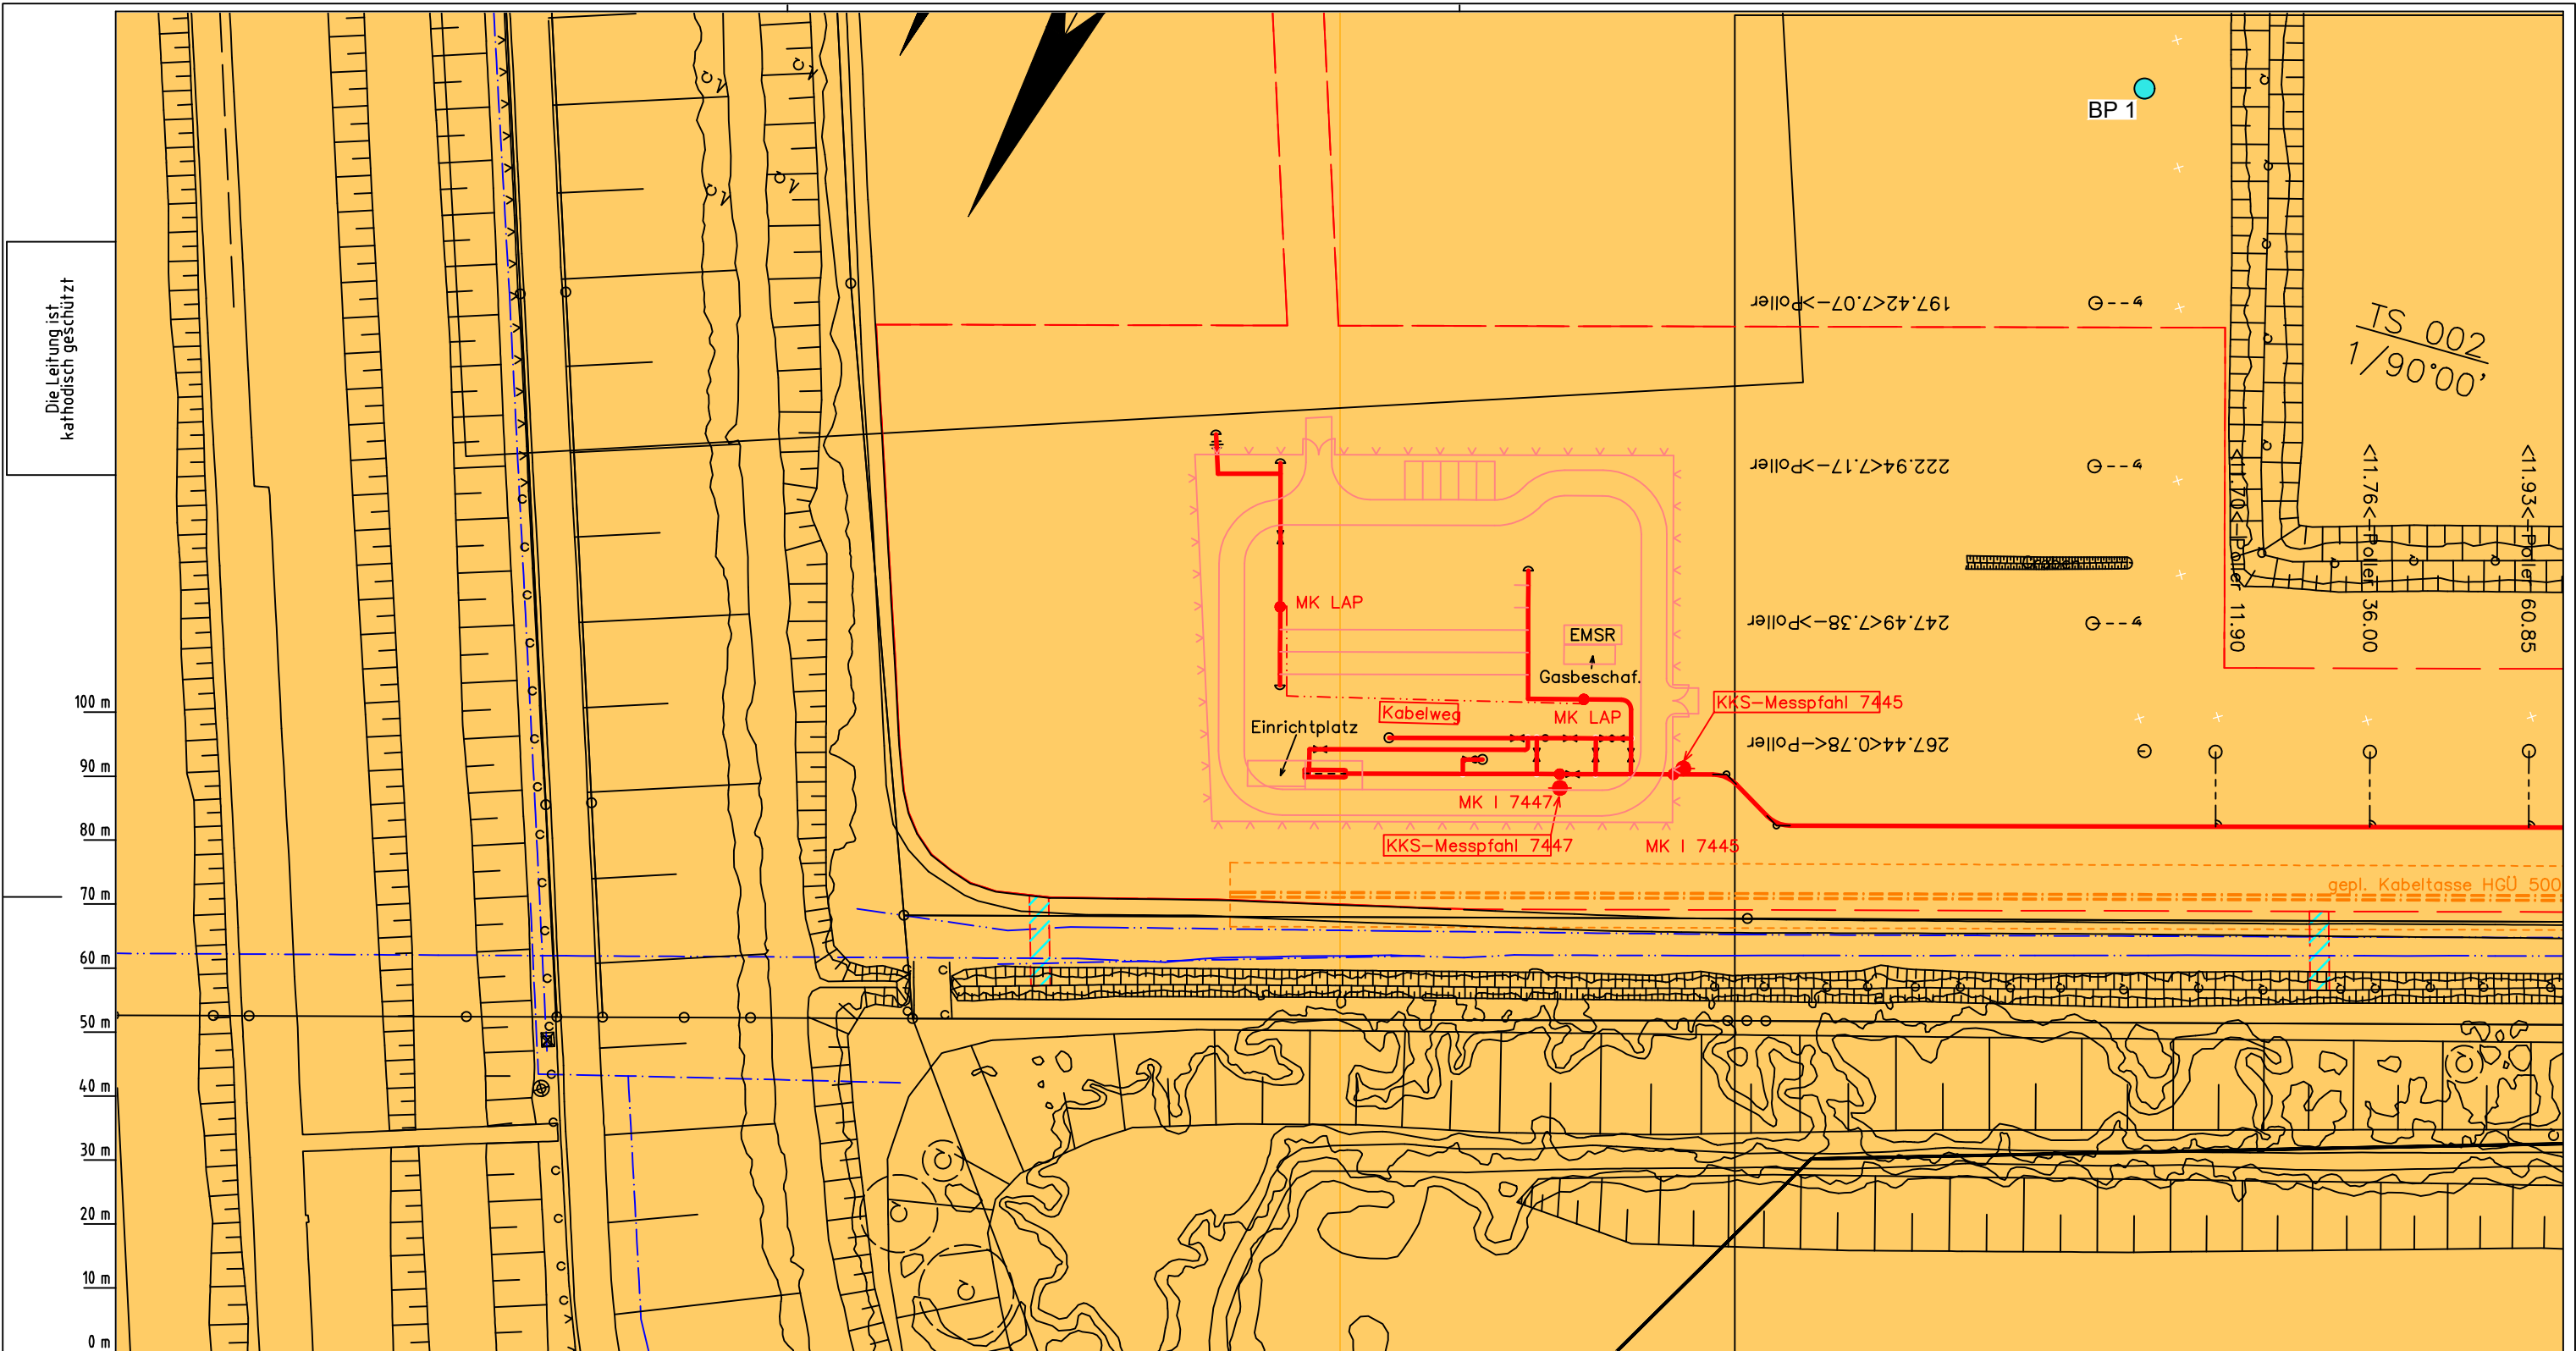 BP 1
Die Leitung ist
kathodisch geschützt
197.42<7.07->Poller
TS 002
1/90°00'
222.94<7.17->Poller
<11.70<-Poller 11.90
<11.76<-Poller 36.00
<11.93<-Poller 60.85
247.49<7.38->Poller
MK LAP
EMSR
Gasbeschaf.
KKS-Messpfahl 7445
Kabelweg
MK LAP
Einrichtplatz
267.44<0.78<-Poller
MK I 7447
KKS-Messpfahl 7447
MK I 7445
gepl. Kabeltasse HGÜ 500
100 m
90 m
80 m
70 m
60 m
50 m
40 m
30 m
20 m
10 m
0 m